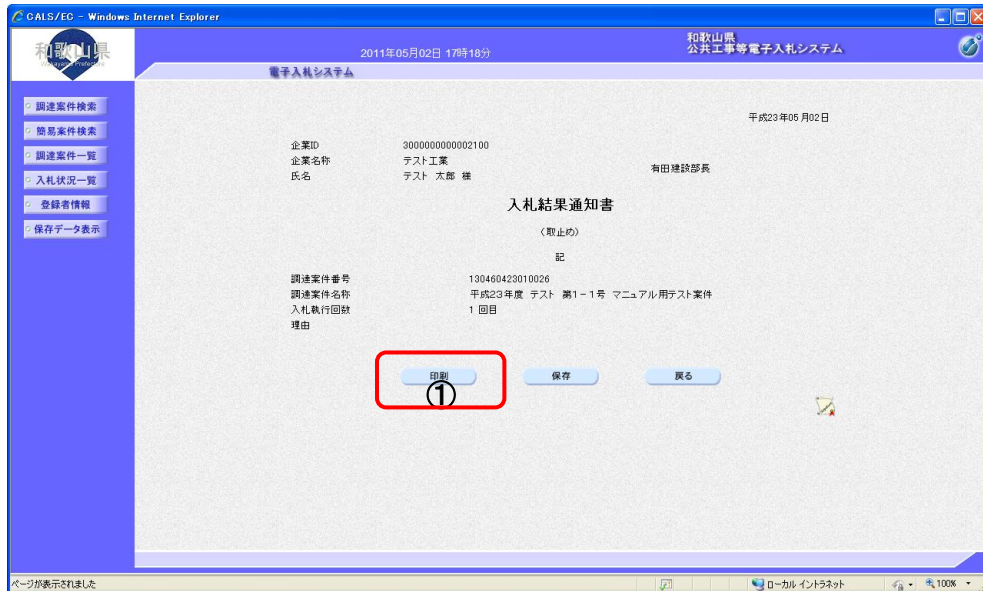 CALS/EC - Windows Internet Explorer
和歌山県
Wakayama Prefecture
2011年05月02日 17時18分
和歌山県
公共工事等電子入札システム
電子入札システム
調達案件検索
簡易案件検索
調達案件一覧
入札状況一覧
登録者情報
保存データ表示
平成23年05月02日
企業ID 3000000000002100
企業名称 テスト工業
氏名 テスト 太郎 様
有田建設部長
入札結果通知書
(取止め)
記
調達案件番号 130460423010026
調達案件名称 平成23年度 テスト 第1-1号 マニュアル用テスト案件
入札執行回数 1 回目
理由
印刷 保存 戻る
①
ページが表示されました ローカル イントラネット 100%